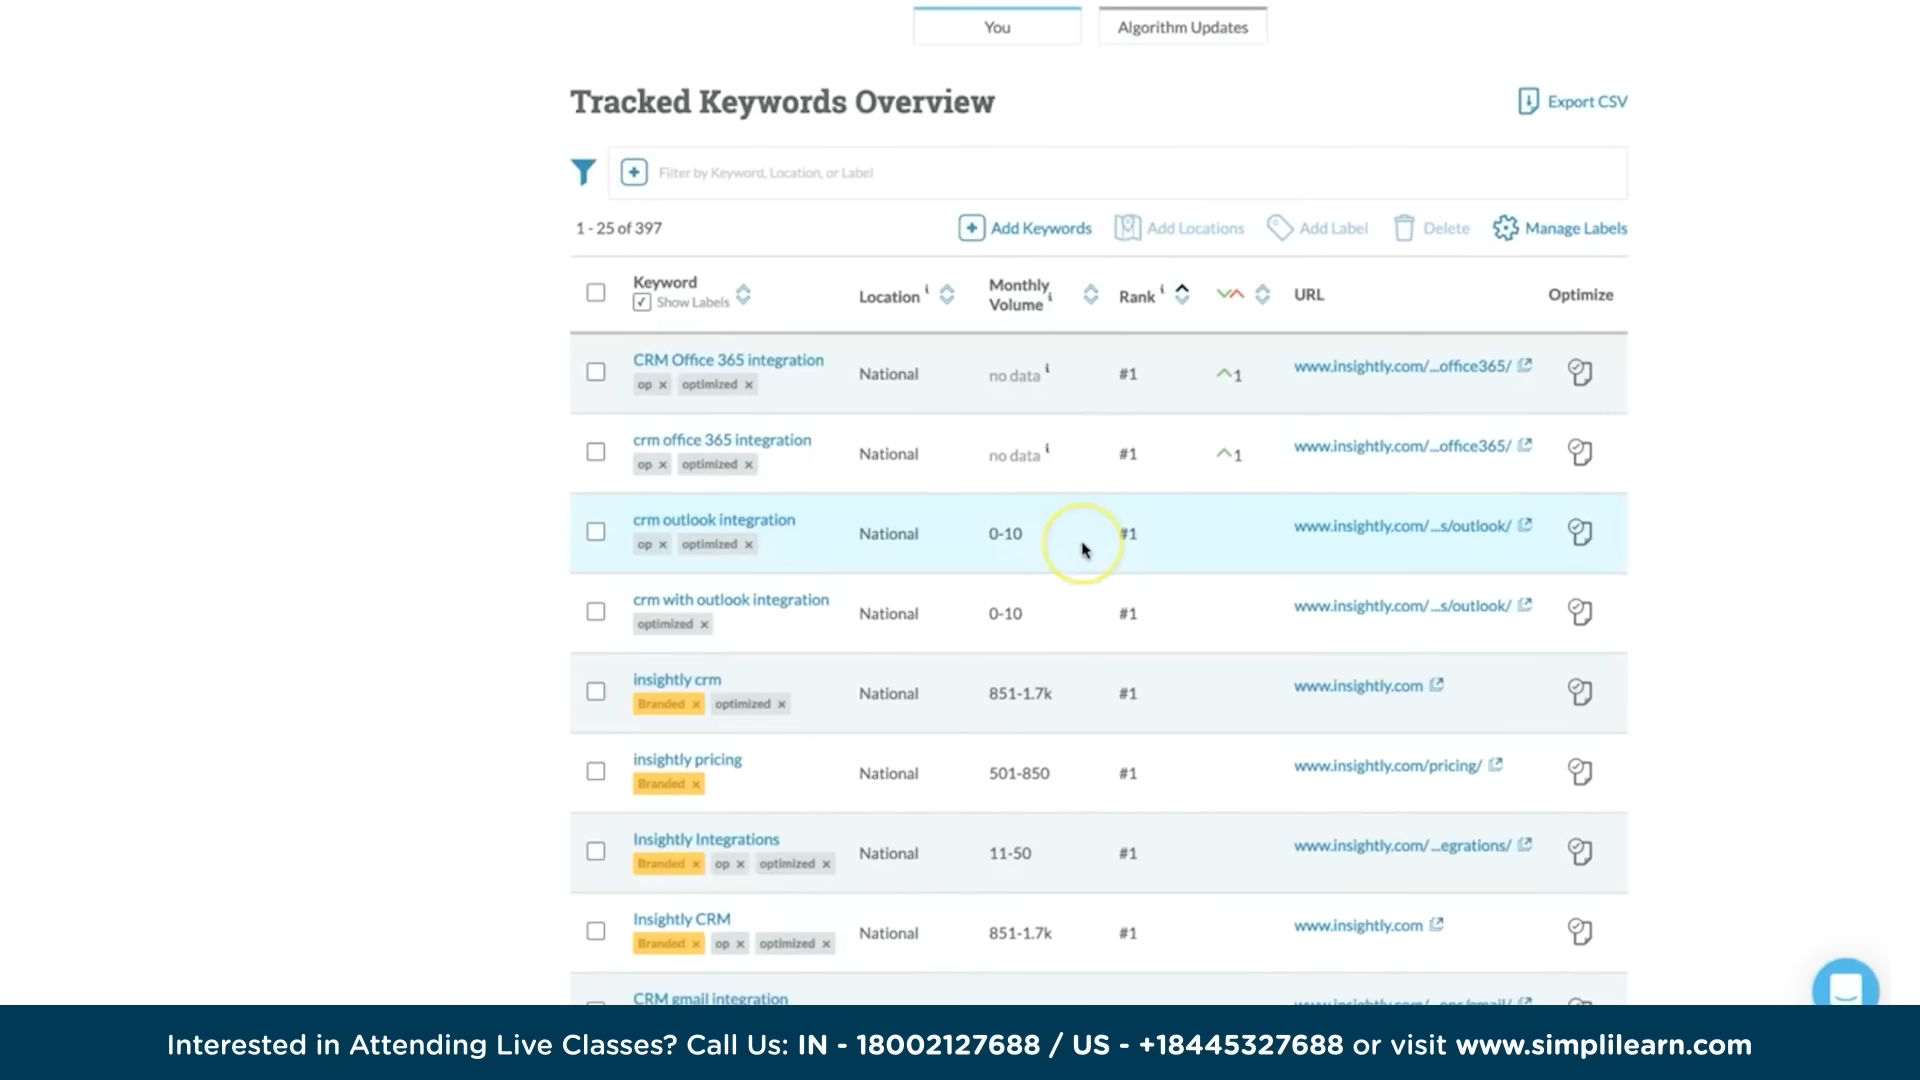 You
Algorithm Updates
Tracked Keywords Overview
Export CSV
Filter by Keyword, Location, or Label
1 - 25 of 397
Add Keywords
Add Locations
Add Label
Delete
Manage Labels
Keyword
Show Labels
Location i
Monthly
Volume i
Rank i
URL
Optimize
CRM Office 365 integration
op × optimized ×
National
no data i
#1
1
www.insightly.com/...office365/
crm office 365 integration
op × optimized ×
National
no data i
#1
1
www.insightly.com/...office365/
crm outlook integration
op × optimized ×
National
0-10
#1
www.insightly.com/...s/outlook/
crm with outlook integration
optimized ×
National
0-10
#1
www.insightly.com/...s/outlook/
insightly crm
Branded × optimized ×
National
851-1.7k
#1
www.insightly.com
insightly pricing
Branded ×
National
501-850
#1
www.insightly.com/pricing/
Insightly Integrations
Branded × op × optimized ×
National
11-50
#1
www.insightly.com/...egrations/
Insightly CRM
Branded × op × optimized ×
National
851-1.7k
#1
www.insightly.com
CRM gmail integration
Interested in Attending Live Classes? Call Us: IN - 18002127688 / US - +18445327688 or visit www.simplilearn.com